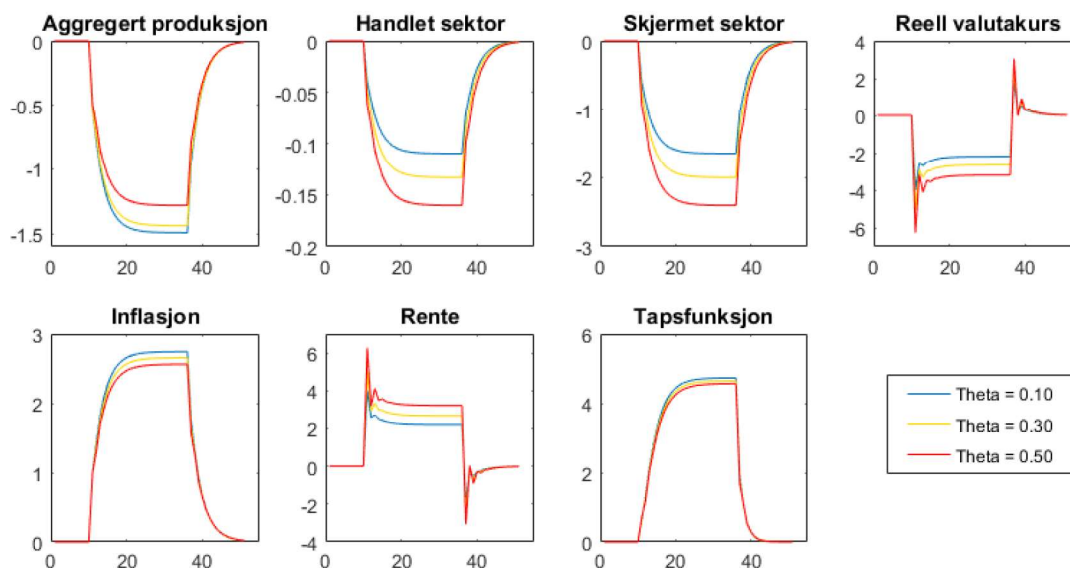 Aggregert produksjon
0
-0.5
-1
-1.5
0 20 40
Handlet sektor
0
-0.05
-0.1
-0.15
-0.2
0 20 40
Skjermet sektor
0
-1
-2
-3
0 20 40
Reell valutakurs
4
2
0
-2
-4
-6
0 20 40
Inflasjon
3
2
1
0
0 20 40
Rente
6
4
2
0
-2
-4
0 20 40
Tapsfunksjon
6
4
2
0
0 20 40
Theta = 0.10
Theta = 0.30
Theta = 0.50